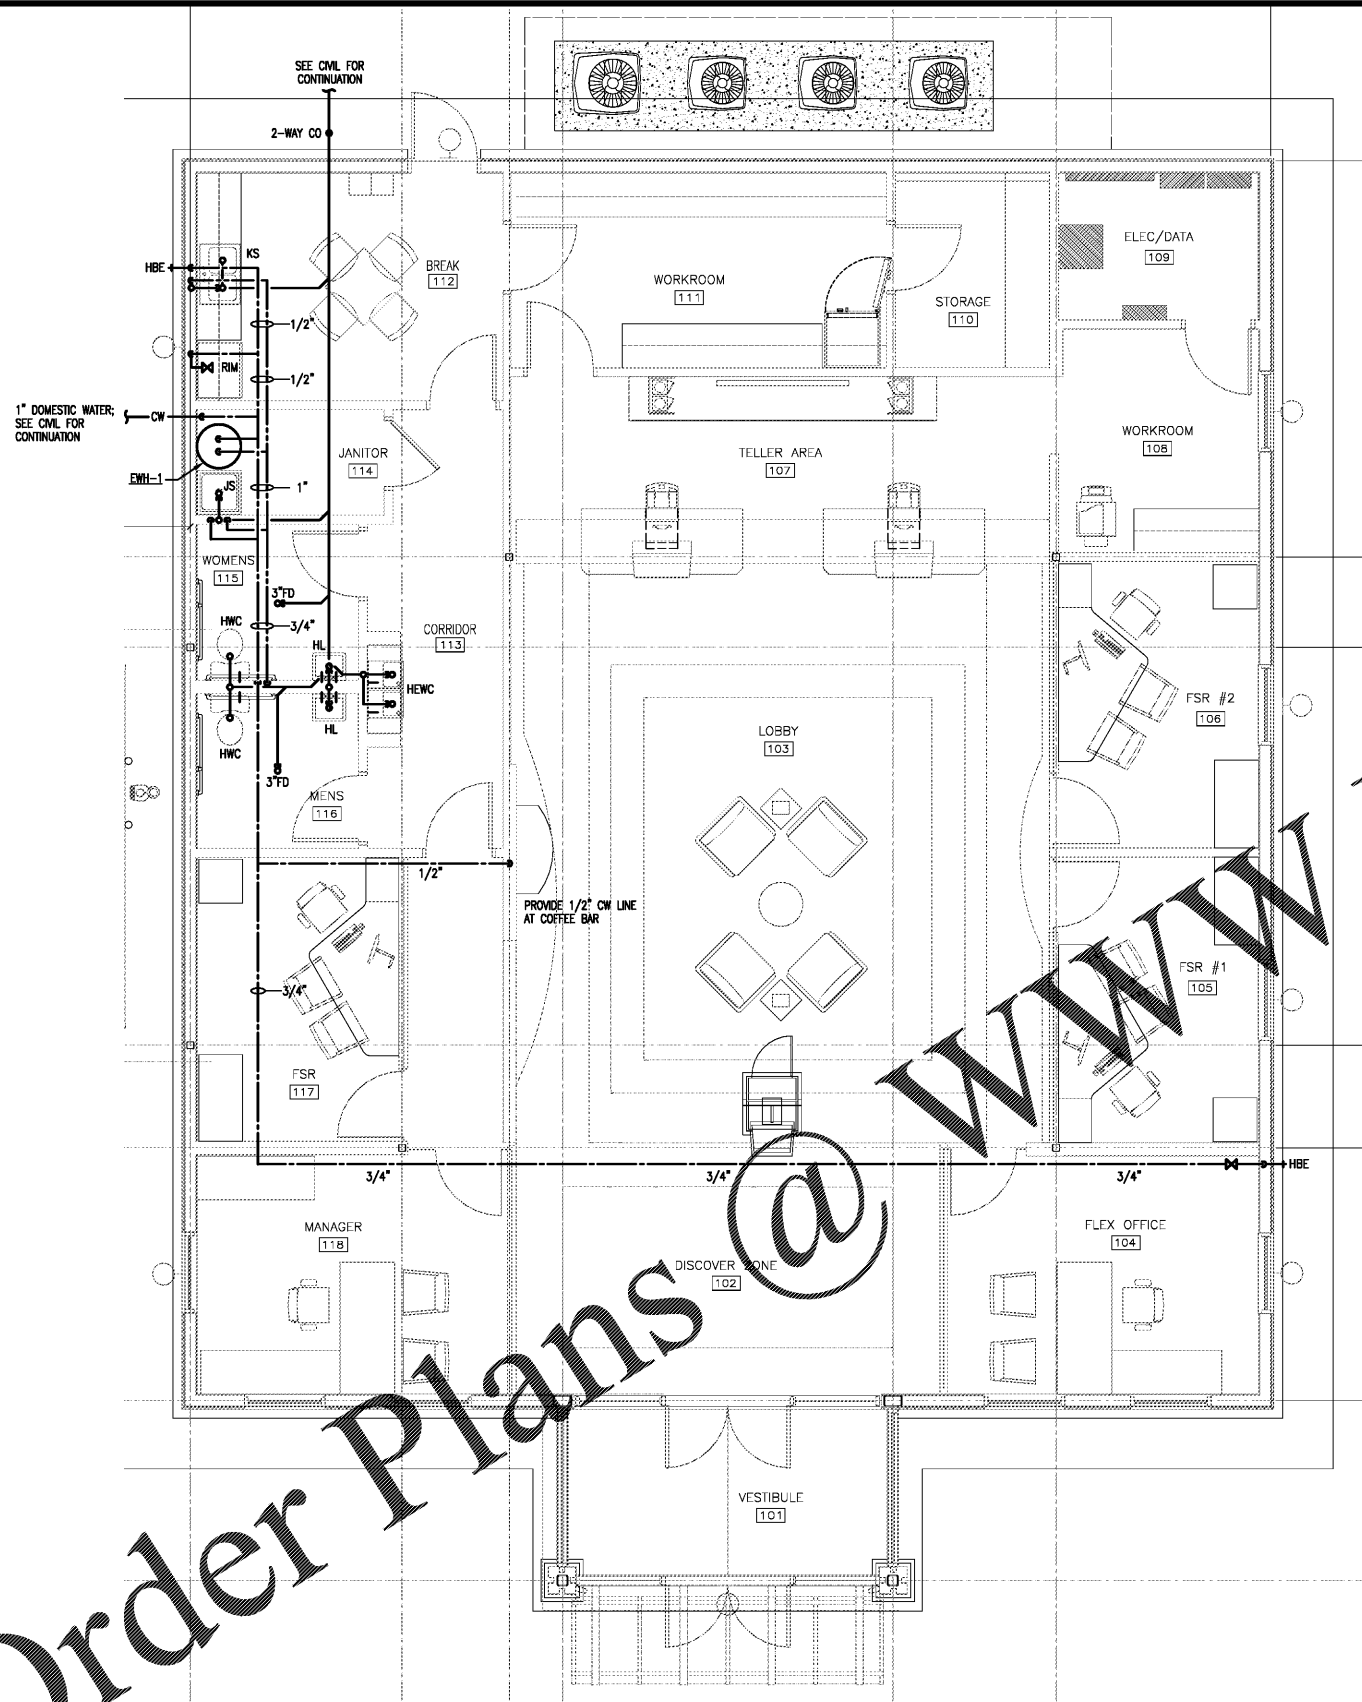 SEE CIVIL FOR
CONTINUATION
2-WAY CO
KS
HBE
BREAK
112
WORKROOM
111
STORAGE
110
ELEC/DATA
109
1/2"
RIM
1/2"
1" DOMESTIC WATER;
SEE CIVIL FOR
CONTINUATION
CW
EWH-1
JS
1"
JANITOR
114
TELLER AREA
107
WORKROOM
108
WOMENS
115
3"FD
HWC
3/4"
HL
CORRIDOR
113
HEWC
HWC
HL
3"FD
MENS
116
LOBBY
103
FSR #2
106
1/2"
PROVIDE 1/2" CW LINE
AT COFFEE BAR
3/4"
FSR #1
105
FSR
117
3/4"
3/4"
3/4"
HBE
MANAGER
118
DISCOVER ZONE
102
FLEX OFFICE
104
VESTIBULE
101
Order Plans @ www